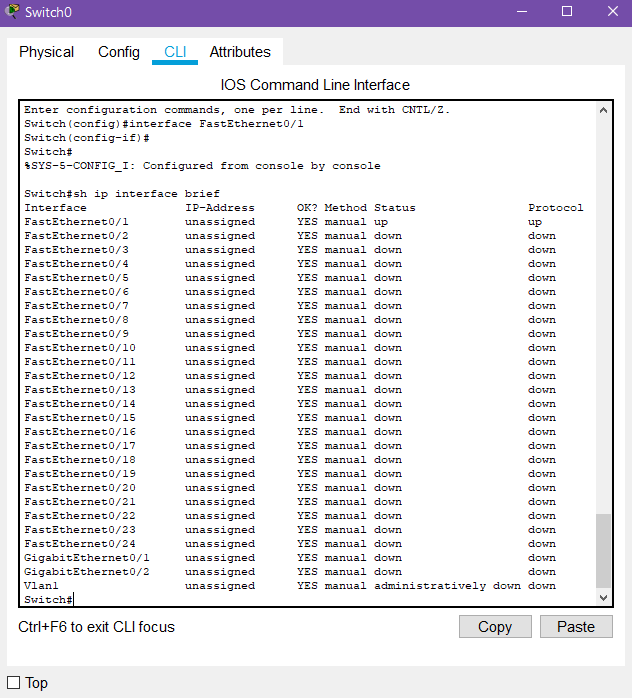 Switch0
Physical Config CLI Attributes
IOS Command Line Interface
Enter configuration commands, one per line.  End with CNTL/Z.
Switch(config)#interface FastEthernet0/1
Switch(config-if)#
Switch#
%SYS-5-CONFIG_I: Configured from console by console
Switch#sh ip interface brief
Interface              IP-Address      OK? Method Status                Protocol
FastEthernet0/1        unassigned      YES manual up                    up
FastEthernet0/2        unassigned      YES manual down                  down
FastEthernet0/3        unassigned      YES manual down                  down
FastEthernet0/4        unassigned      YES manual down                  down
FastEthernet0/5        unassigned      YES manual down                  down
FastEthernet0/6        unassigned      YES manual down                  down
FastEthernet0/7        unassigned      YES manual down                  down
FastEthernet0/8        unassigned      YES manual down                  down
FastEthernet0/9        unassigned      YES manual down                  down
FastEthernet0/10       unassigned      YES manual down                  down
FastEthernet0/11       unassigned      YES manual down                  down
FastEthernet0/12       unassigned      YES manual down                  down
FastEthernet0/13       unassigned      YES manual down                  down
FastEthernet0/14       unassigned      YES manual down                  down
FastEthernet0/15       unassigned      YES manual down                  down
FastEthernet0/16       unassigned      YES manual down                  down
FastEthernet0/17       unassigned      YES manual down                  down
FastEthernet0/18       unassigned      YES manual down                  down
FastEthernet0/19       unassigned      YES manual down                  down
FastEthernet0/20       unassigned      YES manual down                  down
FastEthernet0/21       unassigned      YES manual down                  down
FastEthernet0/22       unassigned      YES manual down                  down
FastEthernet0/23       unassigned      YES manual down                  down
FastEthernet0/24       unassigned      YES manual down                  down
GigabitEthernet0/1     unassigned      YES manual down                  down
GigabitEthernet0/2     unassigned      YES manual down                  down
Vlan1                  unassigned      YES manual administratively down down
Switch#
Ctrl+F6 to exit CLI focus
Copy Paste
Top